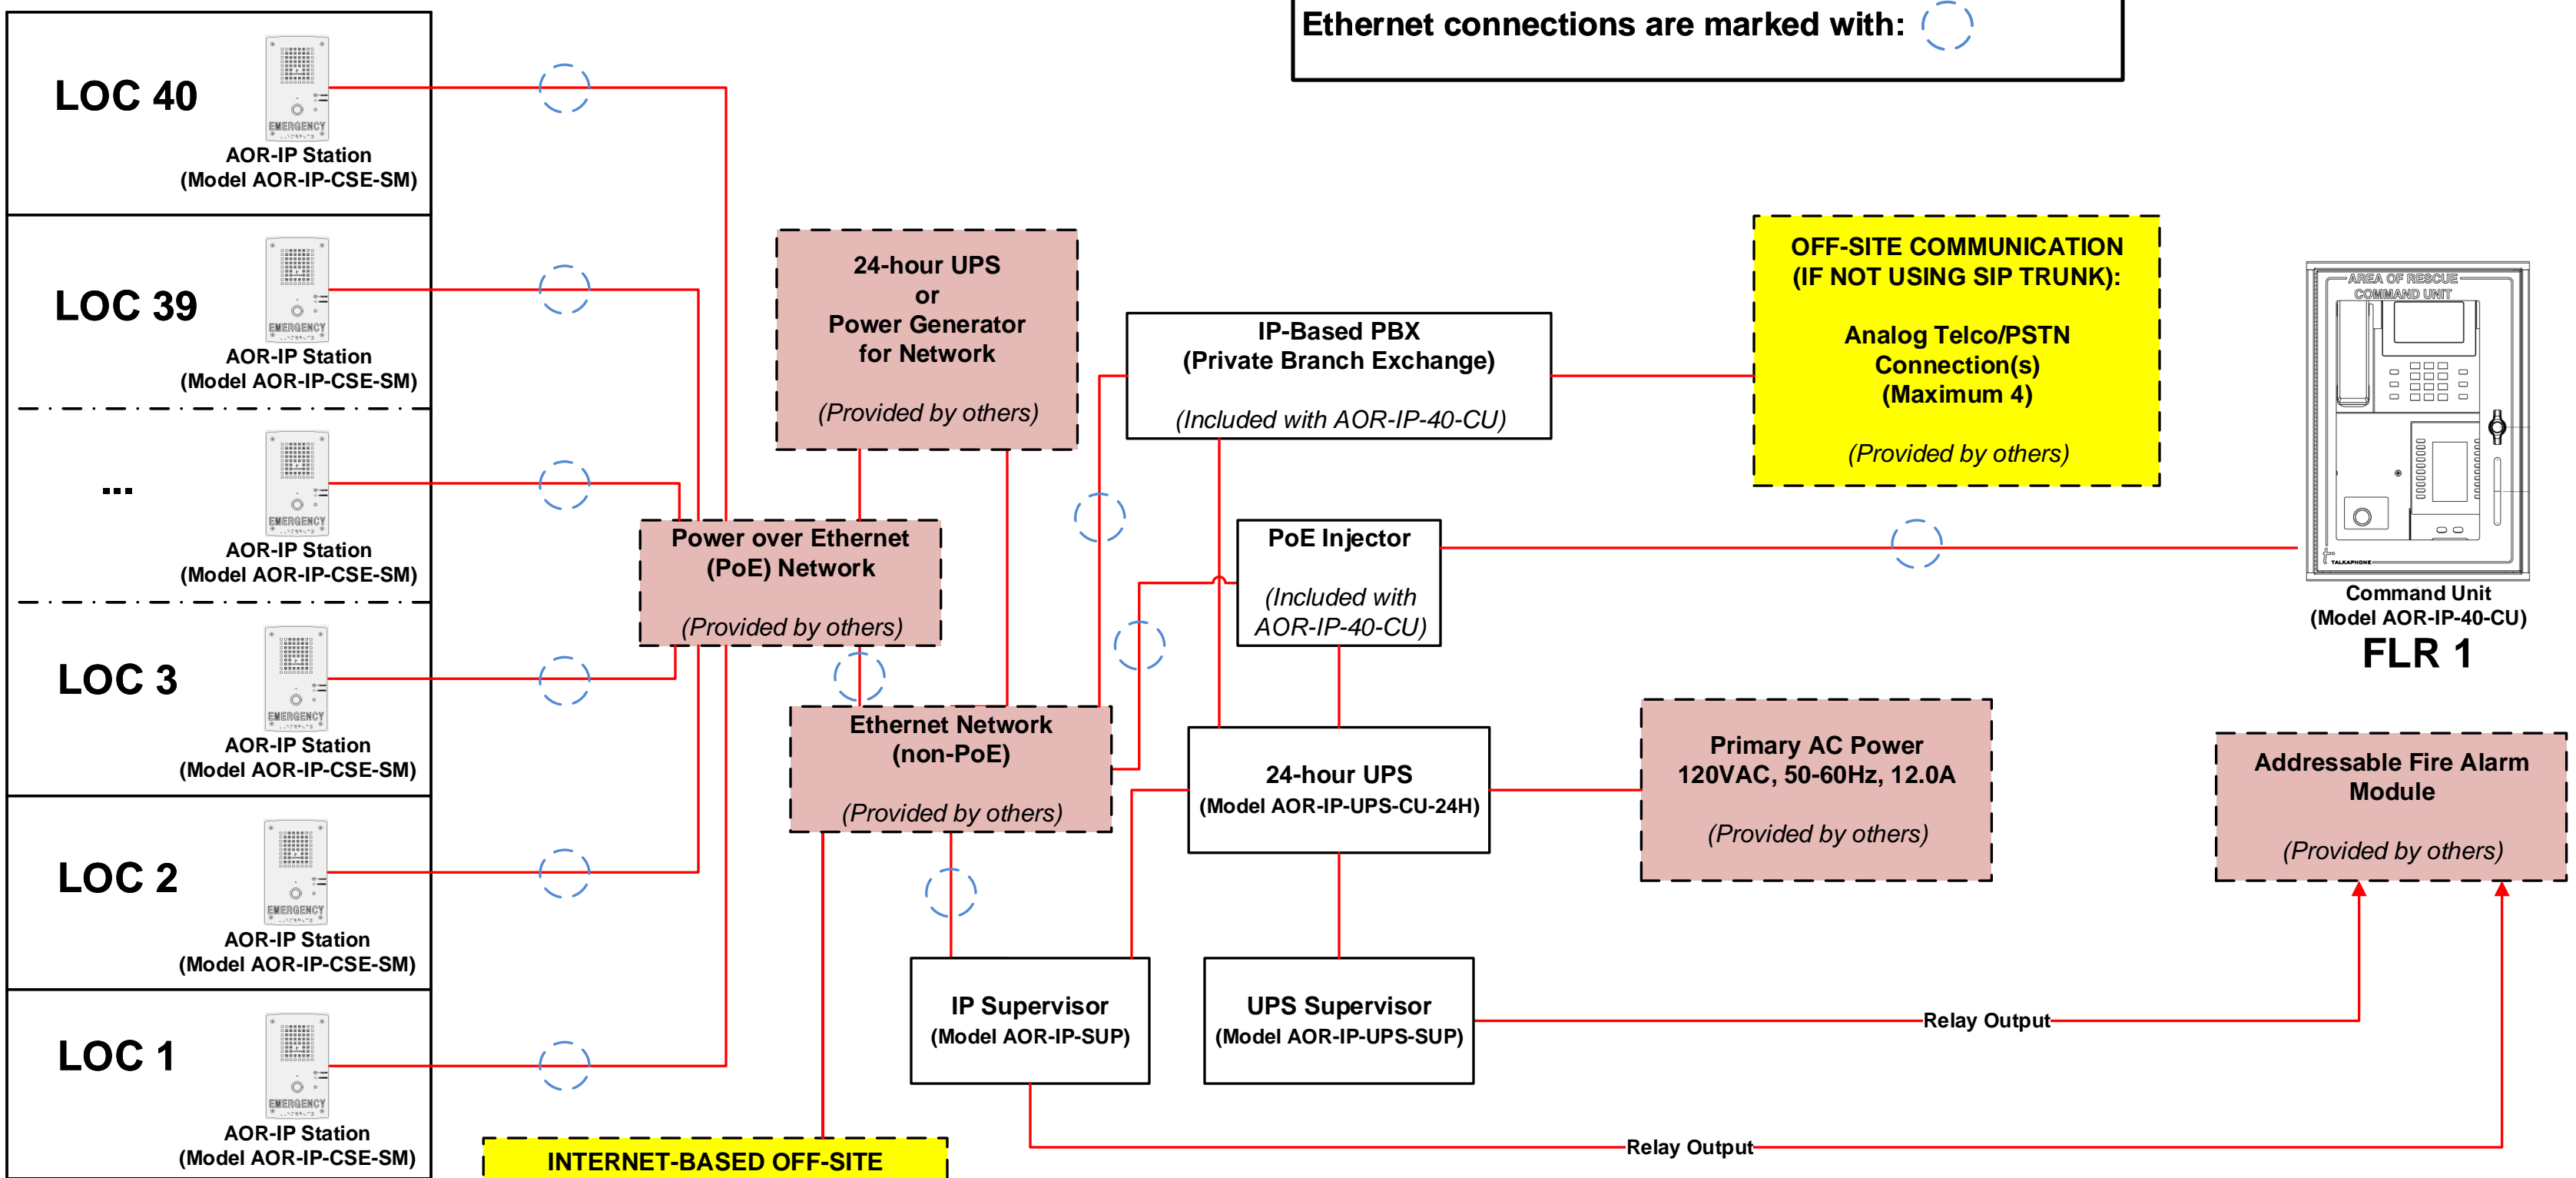 Ethernet connections are marked with:
LOC 40
EMERGENCY
AOR-IP Station
(Model AOR-IP-CSE-SM)
LOC 39
EMERGENCY
AOR-IP Station
(Model AOR-IP-CSE-SM)
...
EMERGENCY
AOR-IP Station
(Model AOR-IP-CSE-SM)
LOC 3
EMERGENCY
AOR-IP Station
(Model AOR-IP-CSE-SM)
LOC 2
EMERGENCY
AOR-IP Station
(Model AOR-IP-CSE-SM)
LOC 1
EMERGENCY
AOR-IP Station
(Model AOR-IP-CSE-SM)
24-hour UPS
or
Power Generator
for Network
(Provided by others)
Power over Ethernet
(PoE) Network
(Provided by others)
Ethernet Network
(non-PoE)
(Provided by others)
IP-Based PBX
(Private Branch Exchange)
(Included with AOR-IP-40-CU)
PoE Injector
(Included with
AOR-IP-40-CU)
24-hour UPS
(Model AOR-IP-UPS-CU-24H)
IP Supervisor
(Model AOR-IP-SUP)
UPS Supervisor
(Model AOR-IP-UPS-SUP)
OFF-SITE COMMUNICATION
(IF NOT USING SIP TRUNK):
Analog Telco/PSTN
Connection(s)
(Maximum 4)
(Provided by others)
Primary AC Power
120VAC, 50-60Hz, 12.0A
(Provided by others)
AREA OF RESCUE
COMMAND UNIT
TALKAPHONE
Command Unit
(Model AOR-IP-40-CU)
FLR 1
Addressable Fire Alarm
Module
(Provided by others)
Relay Output
Relay Output
INTERNET-BASED OFF-SITE